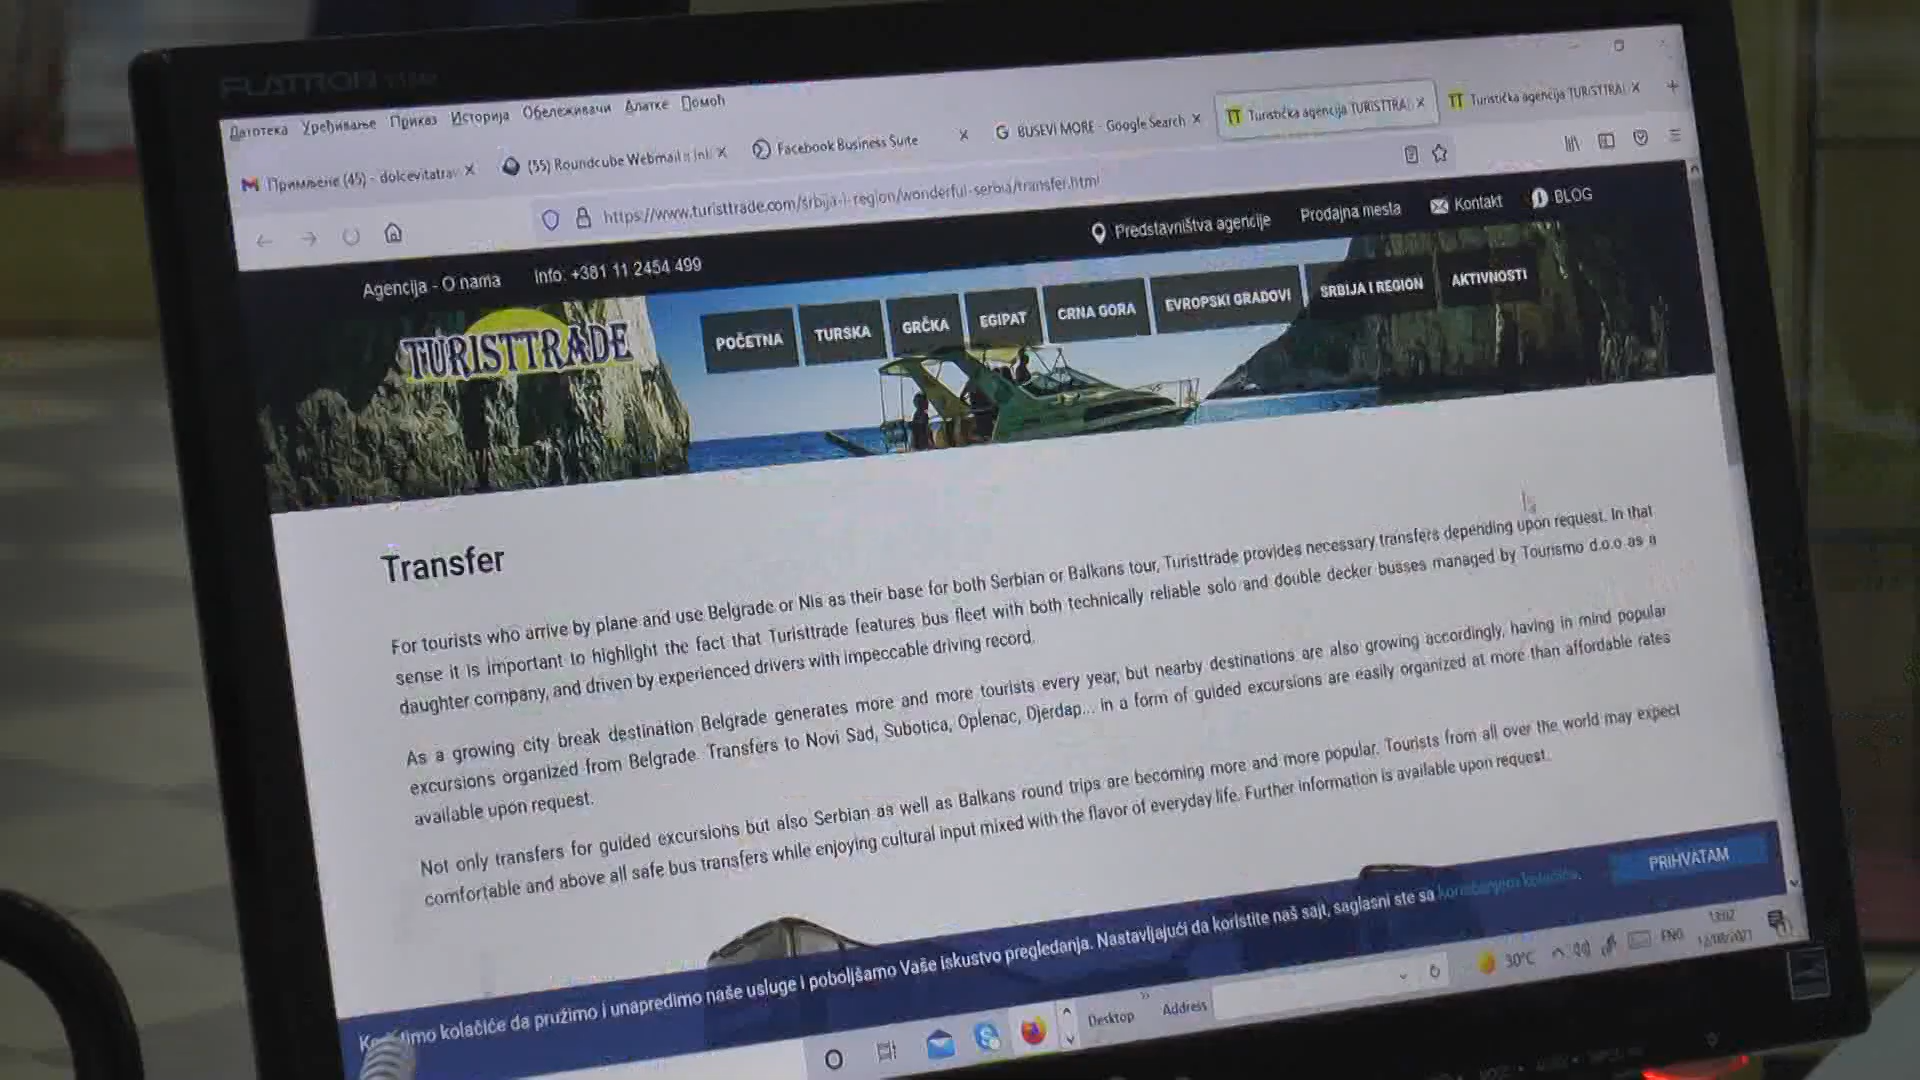 FLATRON
Датотека Уређивање Приказ Историја Обележивачи Алатке Помоћ
Примљене (45) - dolcevitatrav
(55) Roundcube Webmail :: Inb
Facebook Business Suite
BUSEVI MORE - Google Search
Turistička agencija TURISTTRA
Turistička agencija TURISTTRA
https://www.turisttrade.com/srbija-i-region/wonderful-serbia/transfer.html
Agencija - O nama Info: +381 11 2454 499 Predstavništva agencije Prodajna mesta Kontakt BLOG
TURISTTRADE
POČETNA TURSKA GRČKA EGIPAT CRNA GORA EVROPSKI GRADOVI SRBIJA I REGION AKTIVNOSTI
Transfer
For tourists who arrive by plane and use Belgrade or Nis as their base for both Serbian or Balkans tour, Turisttrade provides necessary transfers depending upon request. In that
sense it is important to highlight the fact that Turisttrade features bus fleet with both technically reliable solo and double decker busses managed by Tourismo d.o.o as a
daughter company, and driven by experienced drivers with impeccable driving record.
As a growing city break destination Belgrade generates more and more tourists every year, but nearby destinations are also growing accordingly, having in mind popular
excursions organized from Belgrade. Transfers to Novi Sad, Subotica, Oplenac, Djerdap... in a form of guided excursions are easily organized at more than affordable rates
available upon request.
Not only transfers for guided excursions but also Serbian as well as Balkans round trips are becoming more and more popular. Tourists from all over the world may expect
comfortable and above all safe bus transfers while enjoying cultural input mixed with the flavor of everyday life. Further information is available upon request.
Koristimo kolačiće da pružimo i unapredimo naše usluge i poboljšamo Vaše iskustvo pregledanja. Nastavljajući da koristite naš sajt, saglasni ste sa korišćenjem kolačića.
PRIHVATAM
Desktop Address 30°C ENG 13:02
12/08/2021